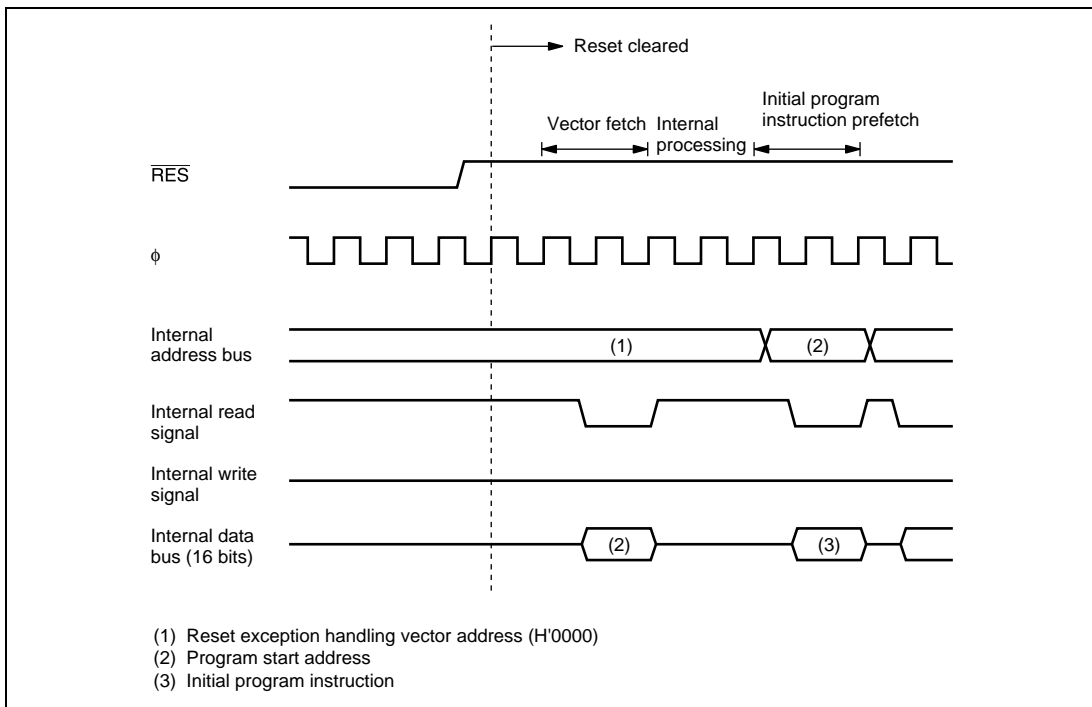 Reset cleared
Initial program
instruction prefetch
Vector fetch
Internal
processing
RES
φ
Internal
address bus
(1)
(2)
Internal read
signal
Internal write
signal
Internal data
bus (16 bits)
(2)
(3)
(1) Reset exception handling vector address (H'0000)
(2) Program start address
(3) Initial program instruction